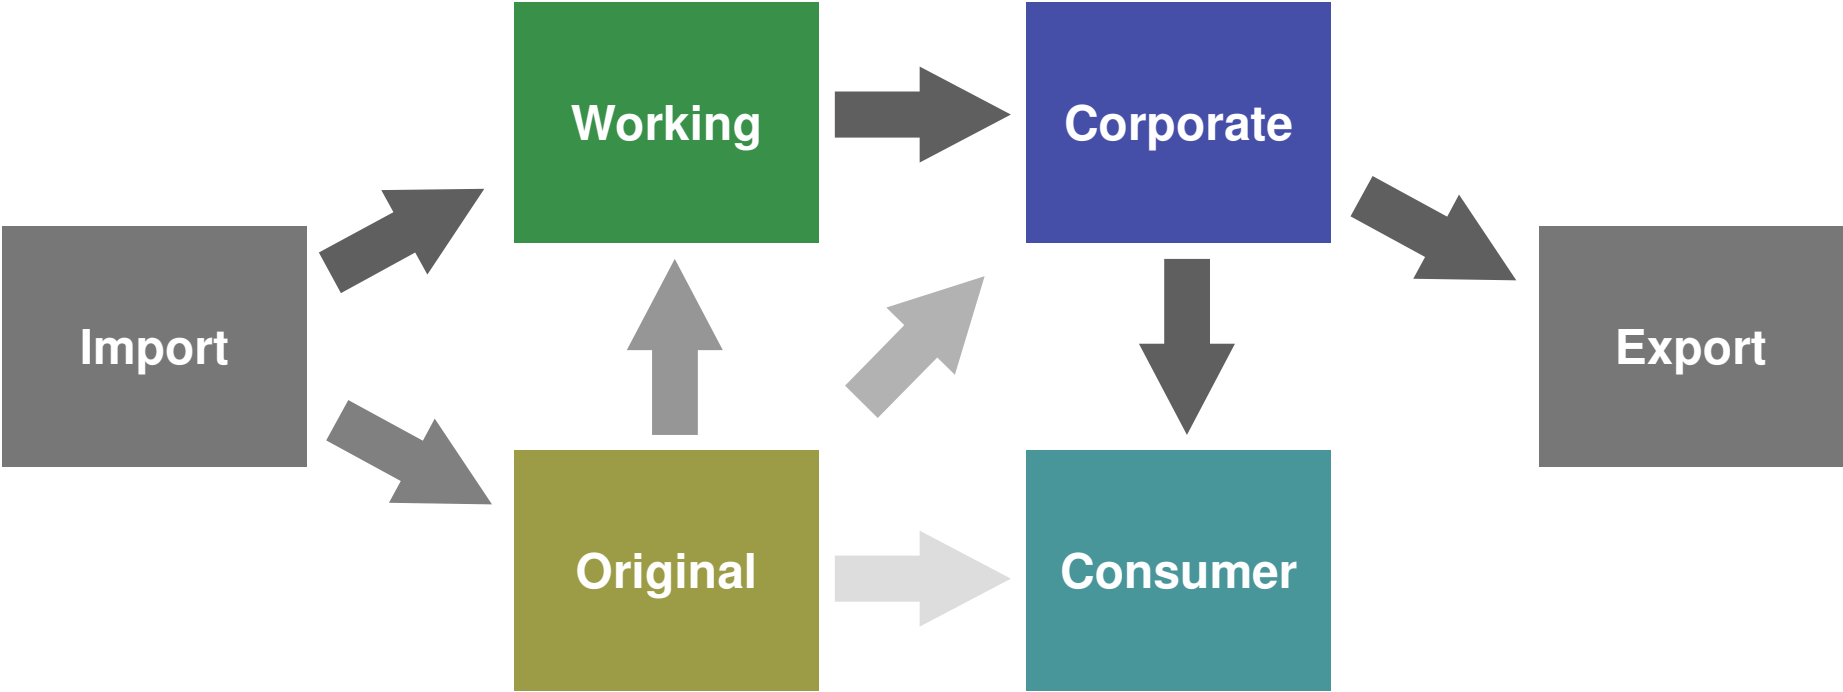 Working
Corporate
Import
Export
Original
Consumer